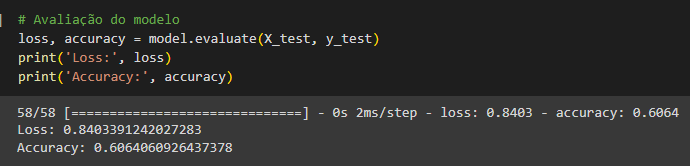 # Avaliação do modelo
loss, accuracy = model.evaluate(X_test, y_test)
print('Loss:', loss)
print('Accuracy:', accuracy)
58/58 [==============================] - 0s 2ms/step - loss: 0.8403 - accuracy: 0.6064
Loss: 0.8403391242027283
Accuracy: 0.6064060926437378